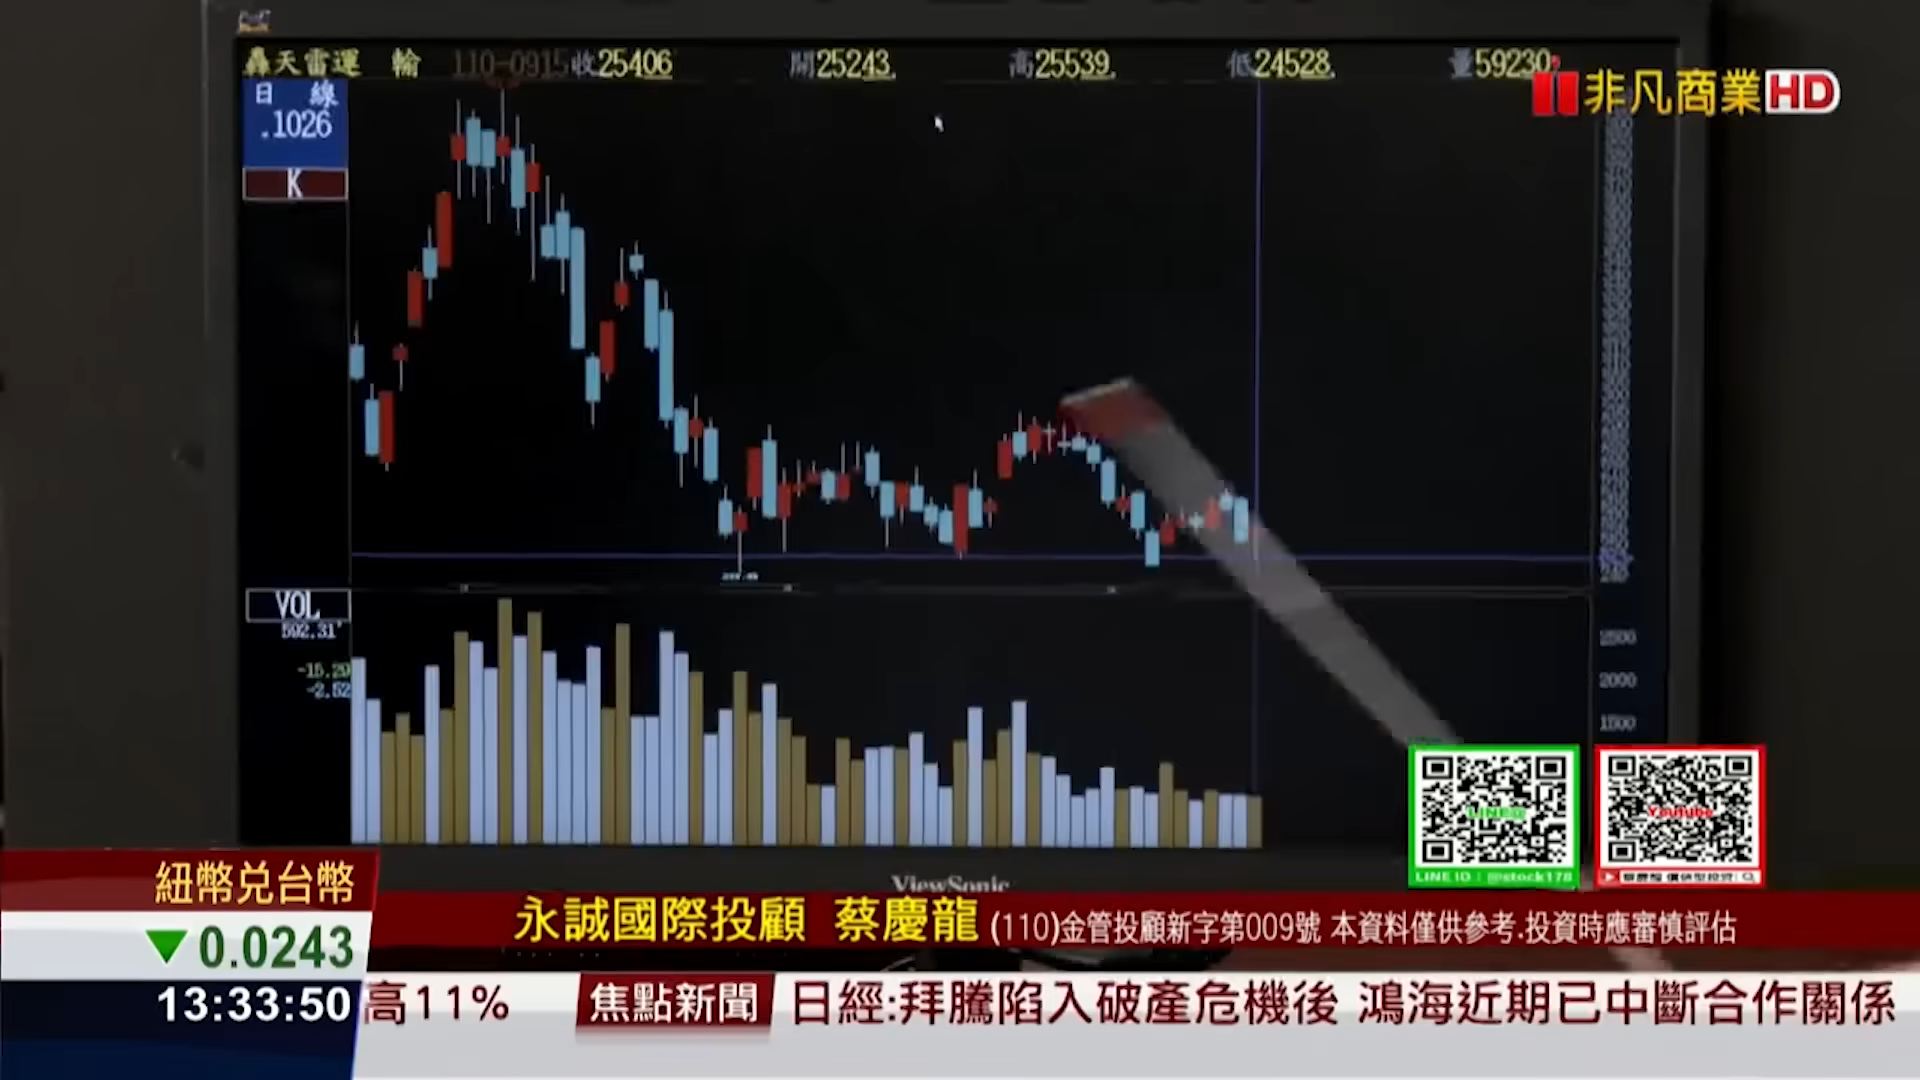 轟天雷運 輸 110-0915收25406 開25243. 高25539. 低24528. 量59230
非凡商業HD
日 線
.1026
K
VOL
592.31
-15.29
-2.52
2500
2000
1500
ViewSonic
LINE@
Youtube
LINE ID : @stock178
紐幣兌台幣
▼0.0243
13:33:50
永誠國際投顧 蔡慶龍 (110)金管投顧新字第009號 本資料僅供參考.投資時應審慎評估
高11% 焦點新聞 日經:拜騰陷入破產危機後 鴻海近期已中斷合作關係